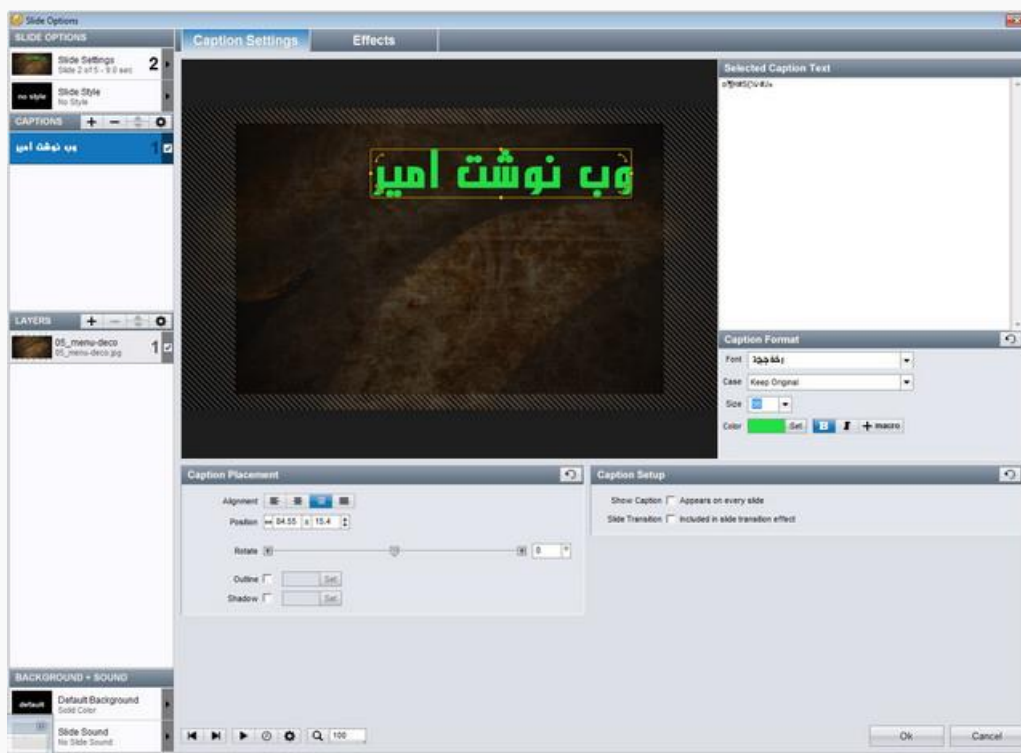 Slide Options
SLIDE OPTIONS
Slide Settings
Slide 2 of 5 - 9.0 sec
2
no style
Slide Style
No Style
CAPTIONS
وب نوشت امیر
1
LAYERS
05_menu-deco
05_menu-deco.jpg
1
BACKGROUND + SOUND
default
Default Background
Solid Color
Slide Sound
No Slide Sound
Caption Settings
Effects
وب نوشت امیر
Selected Caption Text
Caption Format
Font
Case Keep Original
Size
Color Set B I + macro
Caption Placement
Alignment
Position 84.55 x 15.4
Rotate 0 °
Outline Set
Shadow Set
Caption Setup
Show Caption Appears on every slide
Slide Transition Included in slide transition effect
100
Ok
Cancel